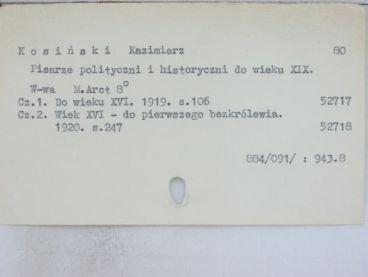 Kosiński Kazimierz 80
Pisarze polityczni i historyczni do wieku XIX.
W-wa M.Arct 8°
Cz.1. Do wieku XVI. 1919. s.106 52717
Cz.2. Wiek XVI - do pierwszego bezkrólewia.
1920. s.247 52718
884/091/ : 943.8